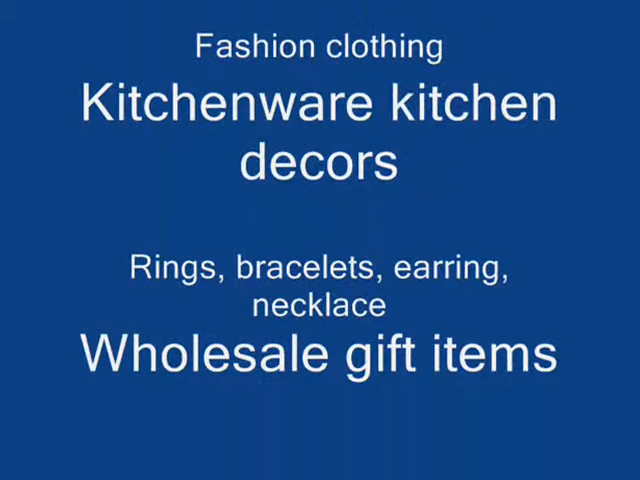 Fashion clothing
Kitchenware kitchen
decors
Rings, bracelets, earring,
necklace
Wholesale gift items